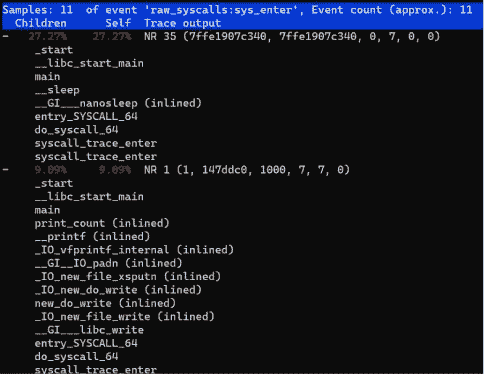 Samples: 11  of event 'raw_syscalls:sys_enter', Event count (approx.): 11
  Children      Self  Trace output
-   27.27%    27.27%  NR 35 (7ffe1907c340, 7ffe1907c340, 0, 7, 0, 0)
     _start
     __libc_start_main
     main
     __sleep
     __GI___nanosleep (inlined)
     entry_SYSCALL_64
     do_syscall_64
     syscall_trace_enter
     syscall_trace_enter
-    9.09%     9.09%  NR 1 (1, 147ddc0, 1000, 7, 7, 0)
     _start
     __libc_start_main
     main
     print_count (inlined)
     __printf (inlined)
     _IO_vfprintf_internal (inlined)
     __GI__IO_padn (inlined)
     _IO_new_file_xsputn (inlined)
     _IO_new_do_write (inlined)
     new_do_write (inlined)
     _IO_new_file_write (inlined)
     __GI___libc_write
     entry_SYSCALL_64
     do_syscall_64
     syscall_trace_enter